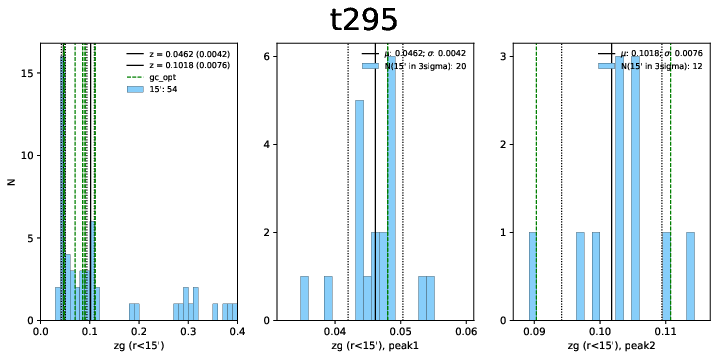 t295
z = 0.0462 (0.0042)
z = 0.1018 (0.0076)
gc_opt
15': 54
N
0 5 10 15
0.0 0.1 0.2 0.3 0.4
zg (r<15')
μ: 0.0462; σ: 0.0042
N(15' in 3sigma): 20
0 2 4 6
0.04 0.05 0.06
zg (r<15'), peak1
μ: 0.1018; σ: 0.0076
N(15' in 3sigma): 12
0 1 2 3
0.09 0.10 0.11
zg (r<15'), peak2